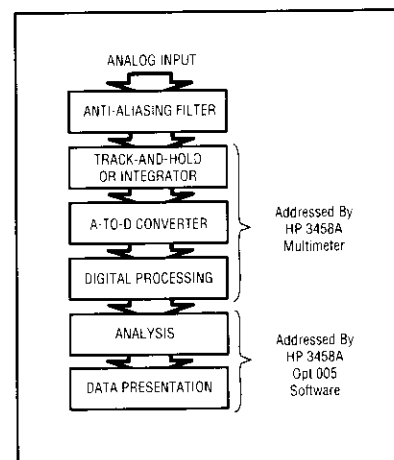 ANALOG INPUT
ANTI-ALIASING FILTER
TRACK-AND-HOLD
OR INTEGRATOR
A-TO-D CONVERTER
DIGITAL PROCESSING
Addressed By
HP 3458A
Multimeter
ANALYSIS
DATA PRESENTATION
Addressed By
HP 3458A
Opt 005
Software